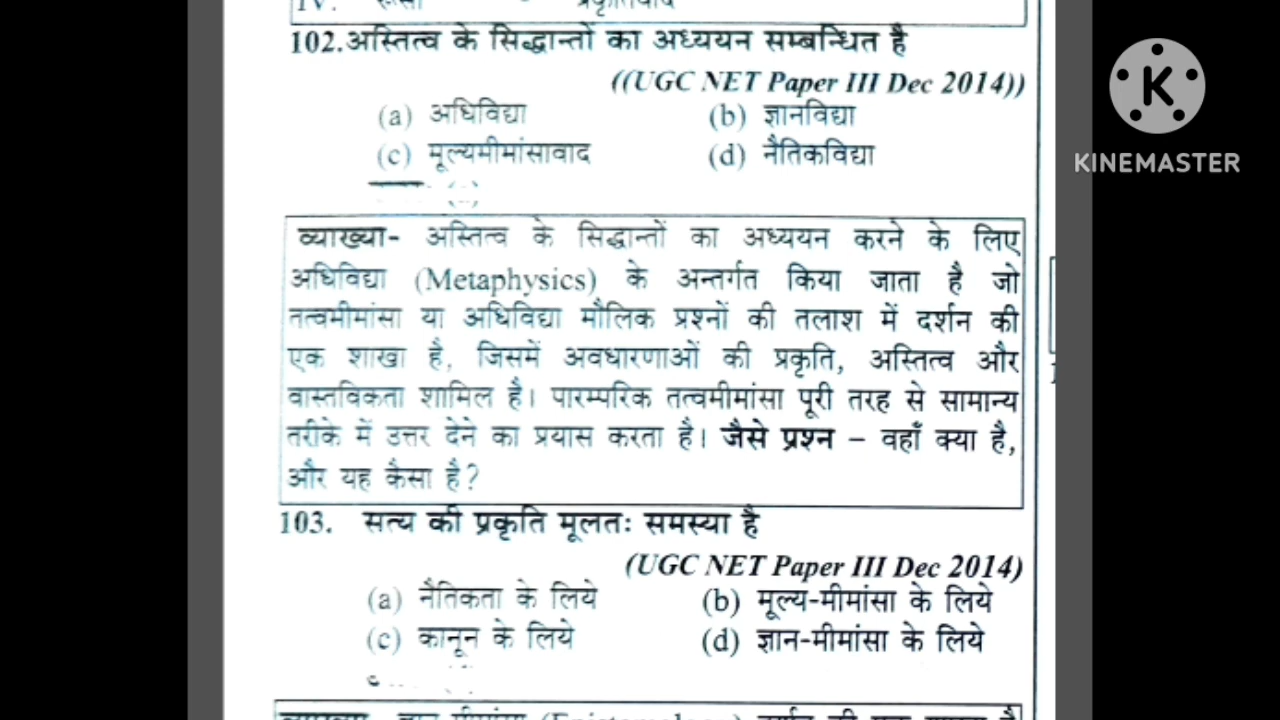 IV. रूसो - प्रकृतिवाद
102.अस्तित्व के सिद्धान्तों का अध्ययन सम्बन्धित है
((UGC NET Paper III Dec 2014))
(a) अधिविद्या (b) ज्ञानविद्या
(c) मूल्यमीमांसावाद (d) नैतिकविद्या
व्याख्या- अस्तित्व के सिद्धान्तों का अध्ययन करने के लिए
अधिविद्या (Metaphysics) के अन्तर्गत किया जाता है जो
तत्वमीमांसा या अधिविद्या मौलिक प्रश्नों की तलाश में दर्शन की
एक शाखा है, जिसमें अवधारणाओं की प्रकृति, अस्तित्व और
वास्तविकता शामिल है। पारम्परिक तत्वमीमांसा पूरी तरह से सामान्य
तरीके में उत्तर देने का प्रयास करता है। जैसे प्रश्न – वहाँ क्या है,
और यह कैसा है?
103. सत्य की प्रकृति मूलतः समस्या है
(UGC NET Paper III Dec 2014)
(a) नैतिकता के लिये (b) मूल्य-मीमांसा के लिये
(c) कानून के लिये (d) ज्ञान-मीमांसा के लिये
K
KINEMASTER